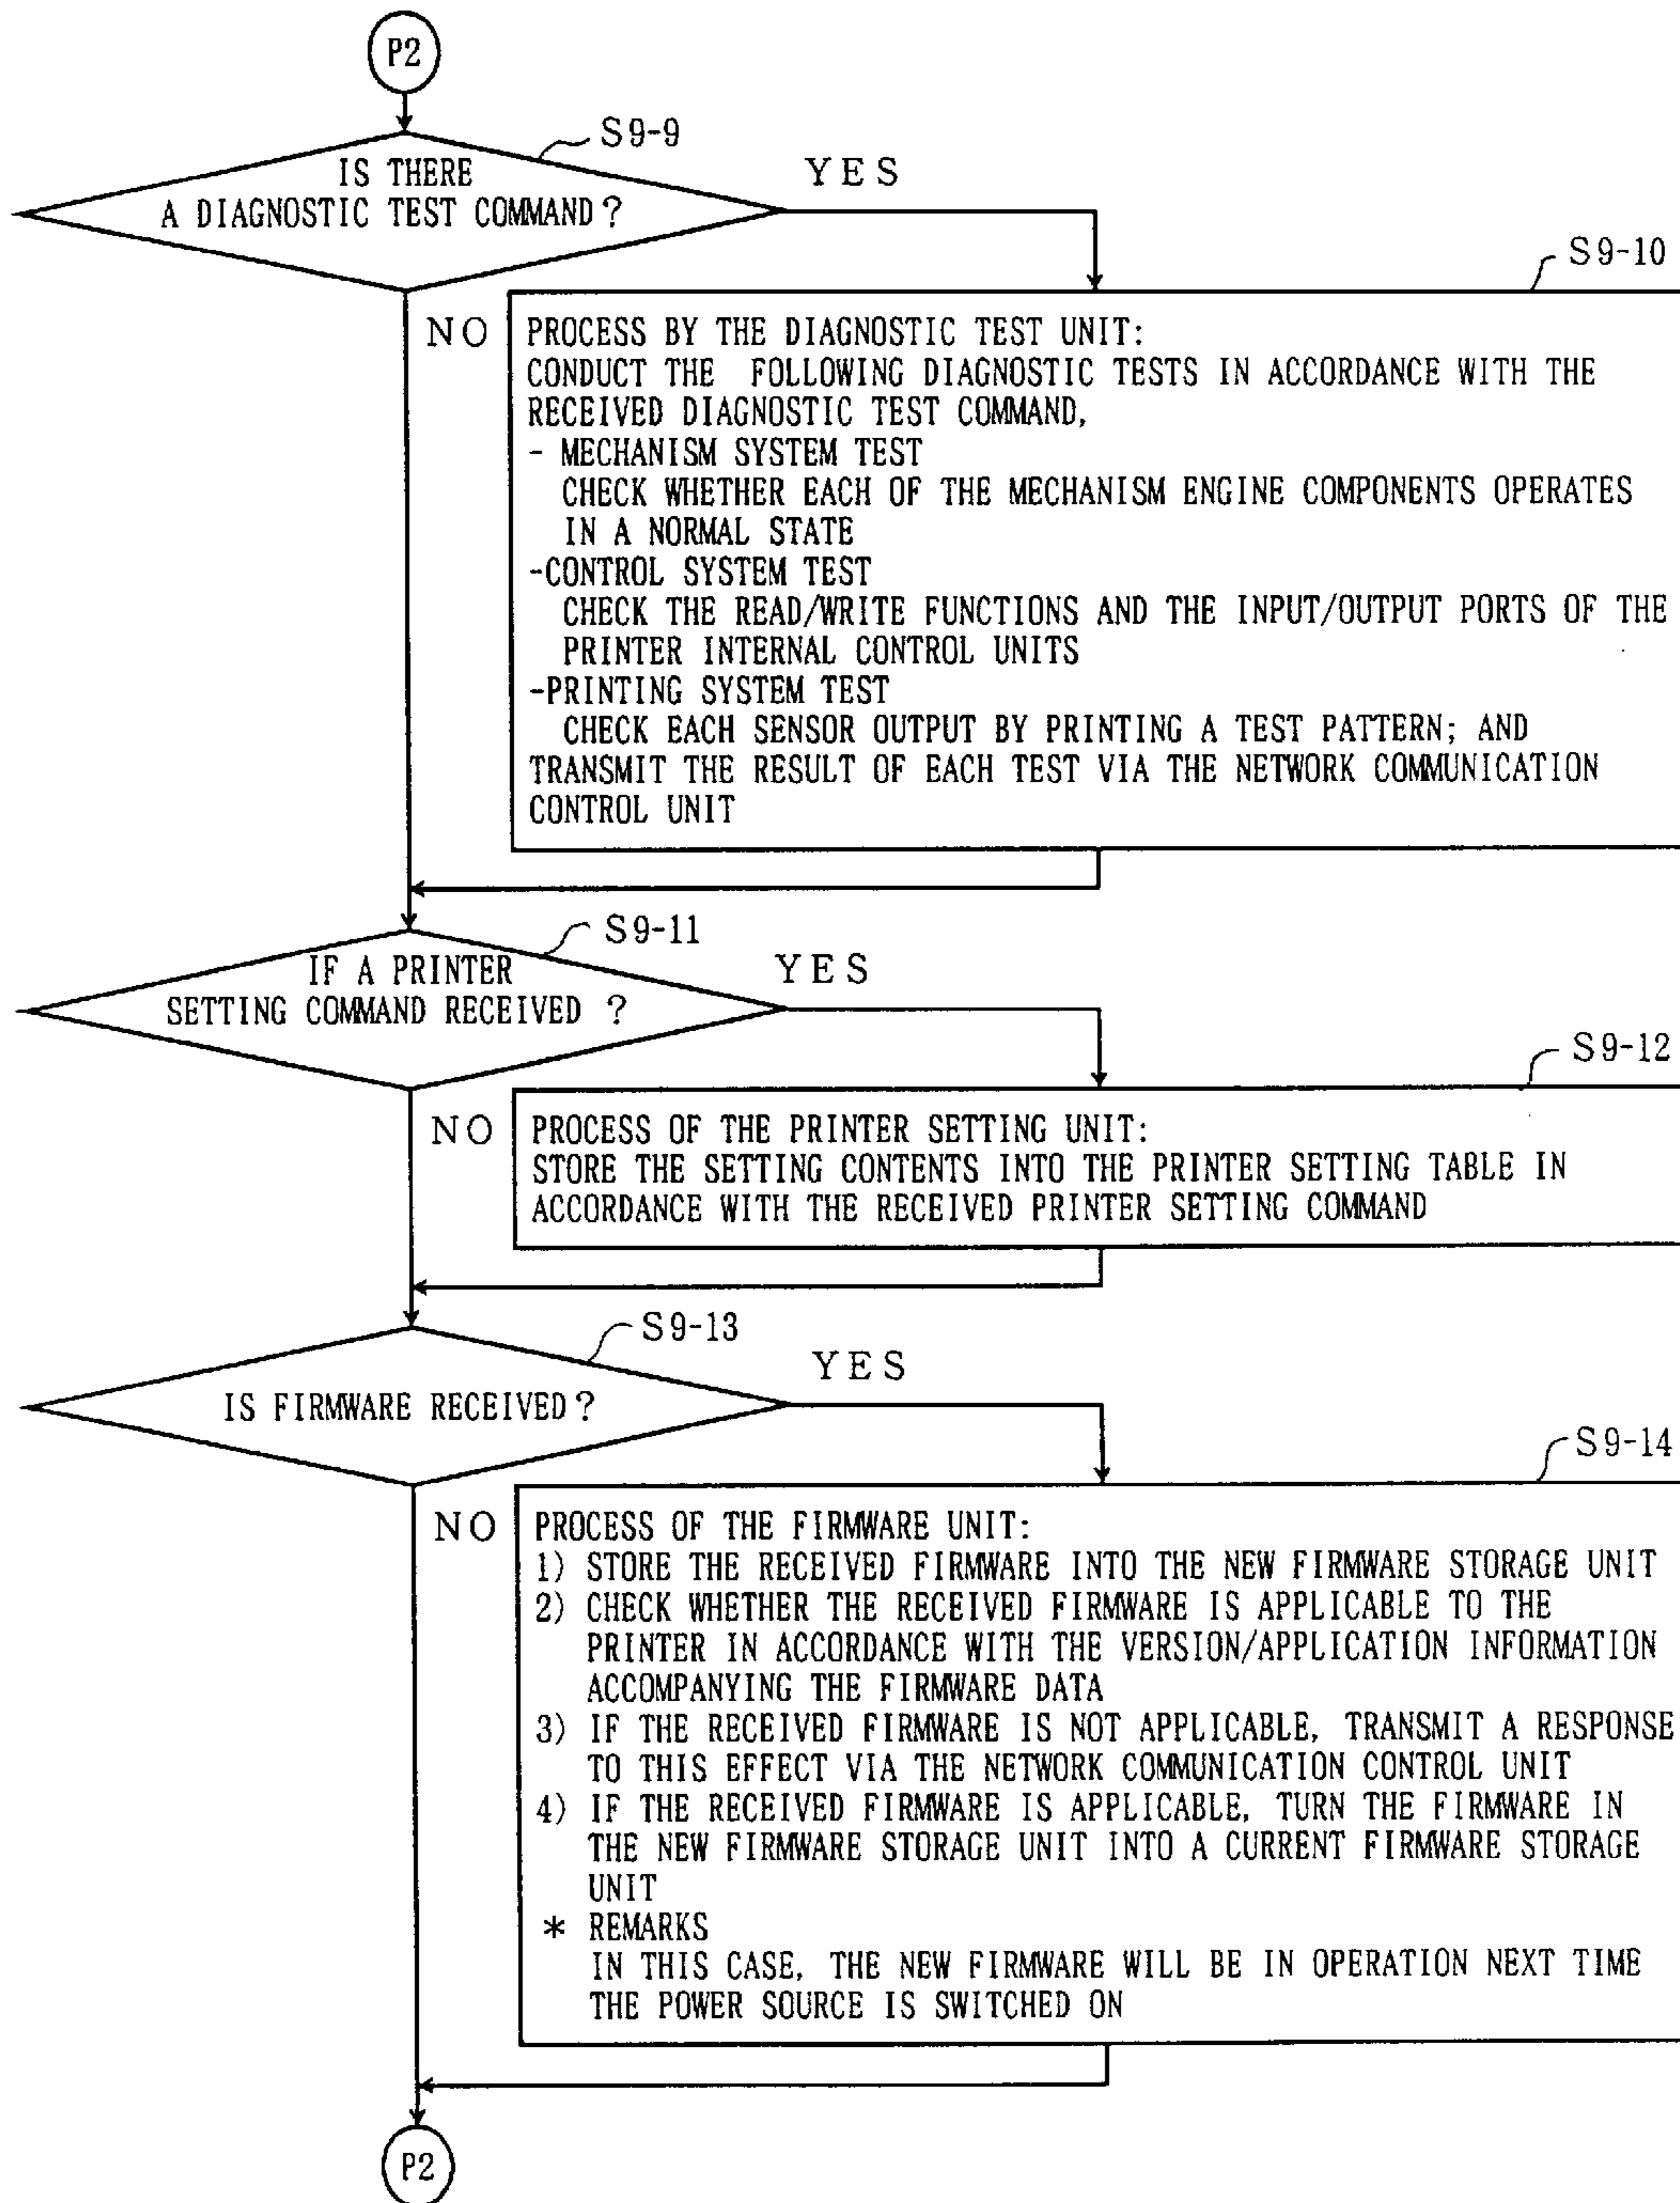 P2
S9-9
IS THERE
A DIAGNOSTIC TEST COMMAND?
YES
S9-10
NO
PROCESS BY THE DIAGNOSTIC TEST UNIT:
CONDUCT THE FOLLOWING DIAGNOSTIC TESTS IN ACCORDANCE WITH THE
RECEIVED DIAGNOSTIC TEST COMMAND,
- MECHANISM SYSTEM TEST
CHECK WHETHER EACH OF THE MECHANISM ENGINE COMPONENTS OPERATES
IN A NORMAL STATE
-CONTROL SYSTEM TEST
CHECK THE READ/WRITE FUNCTIONS AND THE INPUT/OUTPUT PORTS OF THE
PRINTER INTERNAL CONTROL UNITS
-PRINTING SYSTEM TEST
CHECK EACH SENSOR OUTPUT BY PRINTING A TEST PATTERN; AND
TRANSMIT THE RESULT OF EACH TEST VIA THE NETWORK COMMUNICATION
CONTROL UNIT
S9-11
IF A PRINTER
SETTING COMMAND RECEIVED ?
YES
S9-12
NO
PROCESS OF THE PRINTER SETTING UNIT:
STORE THE SETTING CONTENTS INTO THE PRINTER SETTING TABLE IN
ACCORDANCE WITH THE RECEIVED PRINTER SETTING COMMAND
S9-13
IS FIRMWARE RECEIVED?
YES
S9-14
NO
PROCESS OF THE FIRMWARE UNIT:
1) STORE THE RECEIVED FIRMWARE INTO THE NEW FIRMWARE STORAGE UNIT
2) CHECK WHETHER THE RECEIVED FIRMWARE IS APPLICABLE TO THE
PRINTER IN ACCORDANCE WITH THE VERSION/APPLICATION INFORMATION
ACCOMPANYING THE FIRMWARE DATA
3) IF THE RECEIVED FIRMWARE IS NOT APPLICABLE, TRANSMIT A RESPONSE
TO THIS EFFECT VIA THE NETWORK COMMUNICATION CONTROL UNIT
4) IF THE RECEIVED FIRMWARE IS APPLICABLE, TURN THE FIRMWARE IN
THE NEW FIRMWARE STORAGE UNIT INTO A CURRENT FIRMWARE STORAGE
UNIT
* REMARKS
IN THIS CASE, THE NEW FIRMWARE WILL BE IN OPERATION NEXT TIME
THE POWER SOURCE IS SWITCHED ON
P2